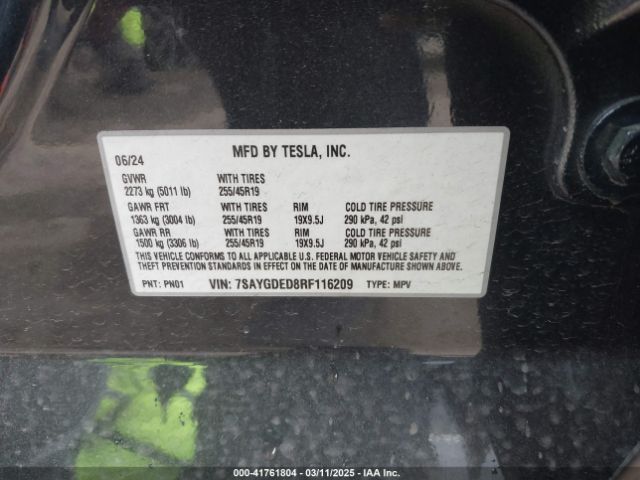 06/24 MFD BY TESLA, INC.
GVWR WITH TIRES
2273 kg (5011 lb) 255/45R19
GAWR FRT WITH TIRES RIM COLD TIRE PRESSURE
1363 kg (3004 lb) 255/45R19 19X9.5J 290 kPa, 42 psi
GAWR RR WITH TIRES RIM COLD TIRE PRESSURE
1500 kg (3306 lb) 255/45R19 19X9.5J 290 kPa, 42 psi
THIS VEHICLE CONFORMS TO ALL APPLICABLE U.S. FEDERAL MOTOR VEHICLE SAFETY AND
THEFT PREVENTION STANDARDS IN EFFECT ON THE DATE OF MANUFACTURE SHOWN ABOVE.
PNT: PN01 VIN: 7SAYGDED8RF116209 TYPE: MPV
000-41761804 — 03/11/2025 — IAA Inc.